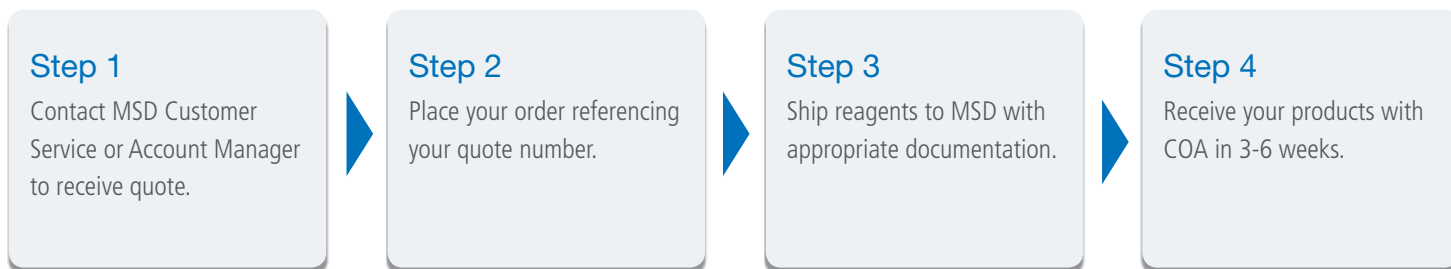 Step 1
Contact MSD Customer
Service or Account Manager
to receive quote.
Step 2
Place your order referencing
your quote number.
Step 3
Ship reagents to MSD with
appropriate documentation.
Step 4
Receive your products with
COA in 3-6 weeks.